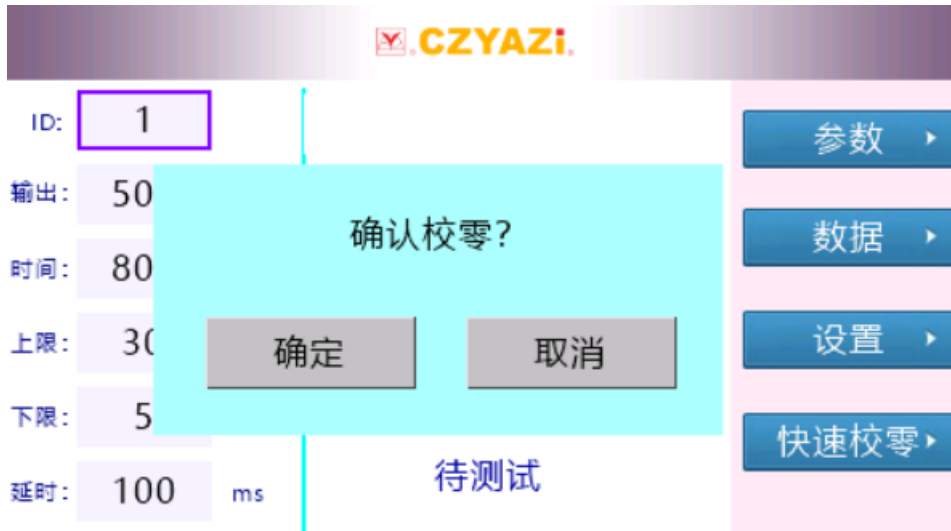 CZYAZi.
ID: 1
输出: 50
时间: 80
上限: 30
下限: 5
延时: 100 ms
确认校零?
确定 取消
待测试
参数
数据
设置
快速校零